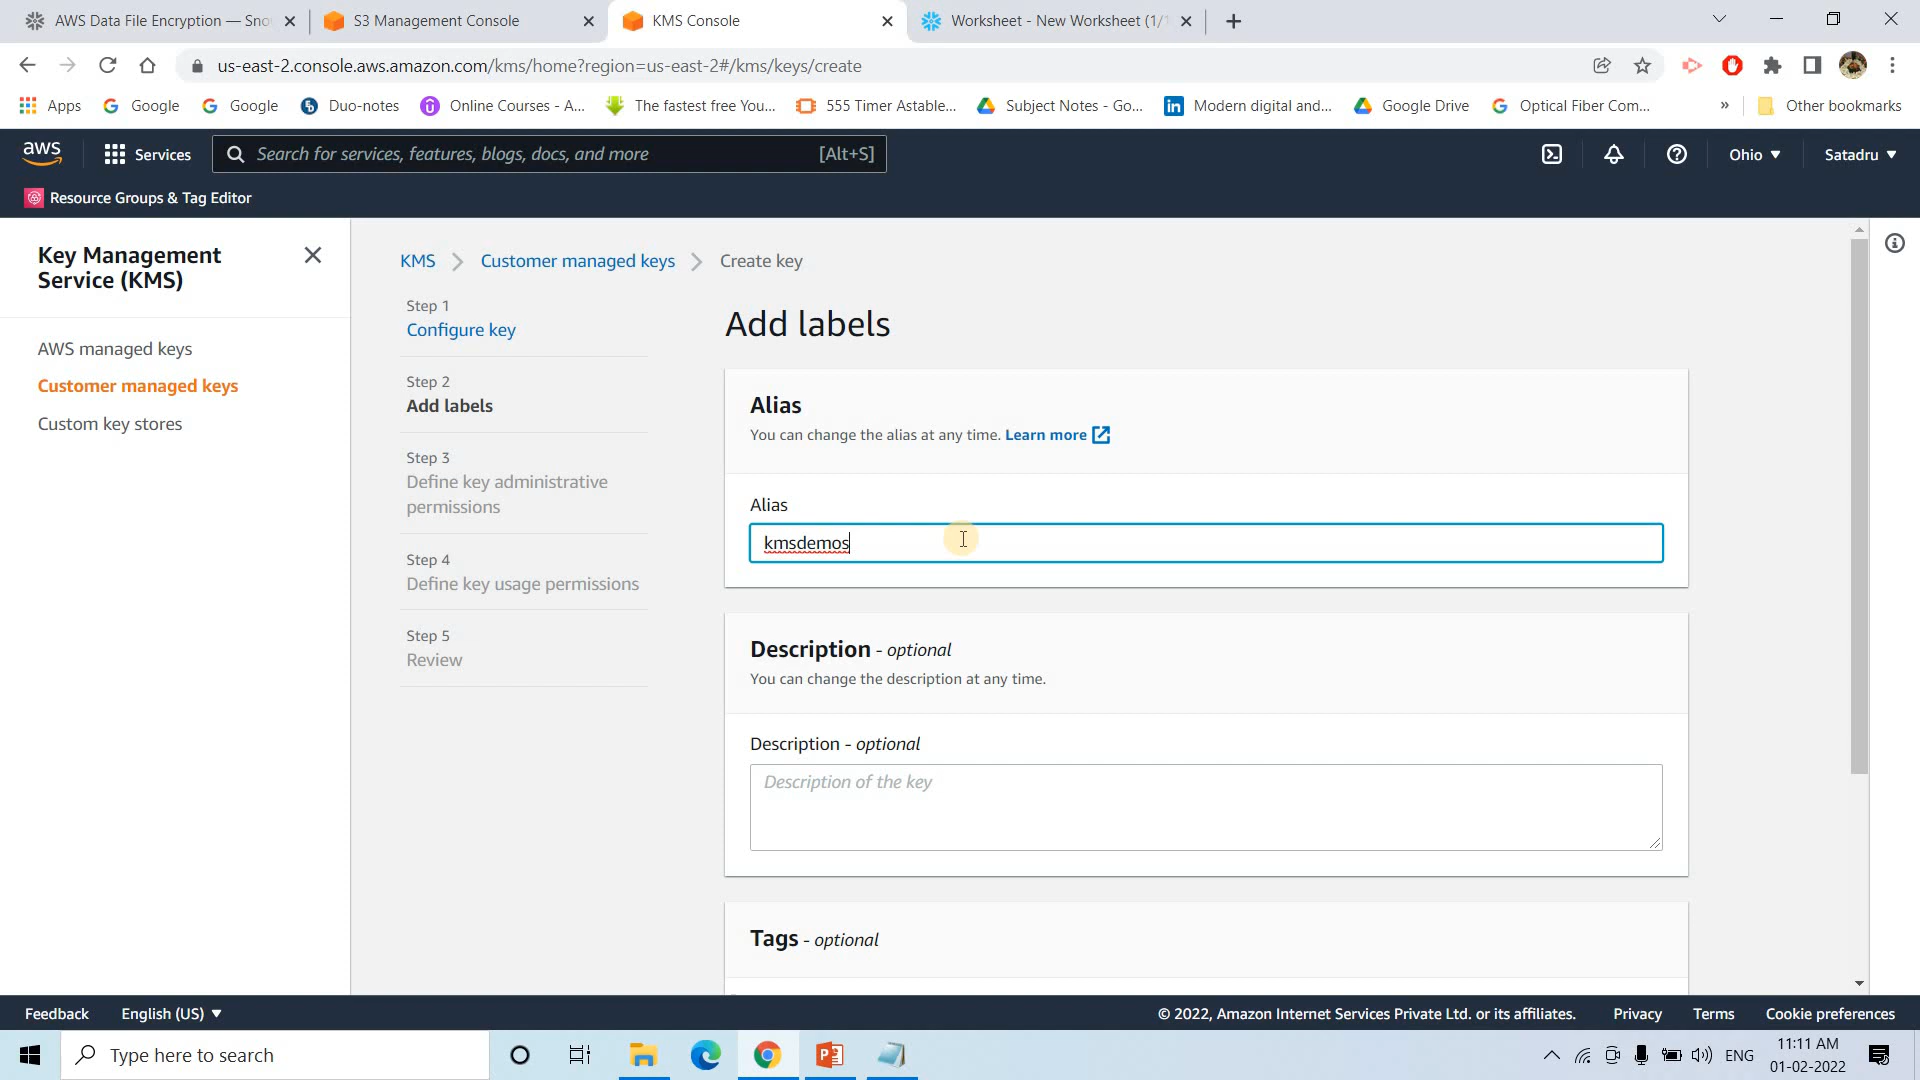 AWS Data File Encryption — Sno
S3 Management Console
KMS Console
Worksheet - New Worksheet (1/1
us-east-2.console.aws.amazon.com/kms/home?region=us-east-2#/kms/keys/create
Apps
Google
Google
Duo-notes
Online Courses - A...
The fastest free You...
555 Timer Astable...
Subject Notes - Go...
Modern digital and...
Google Drive
Optical Fiber Com...
»
Other bookmarks
aws
Services
Search for services, features, blogs, docs, and more
[Alt+S]
Ohio
Satadru
Resource Groups & Tag Editor
Key Management
Service (KMS)
AWS managed keys
Customer managed keys
Custom key stores
KMS
Customer managed keys
Create key
Step 1
Configure key
Step 2
Add labels
Step 3
Define key administrative
permissions
Step 4
Define key usage permissions
Step 5
Review
Add labels
Alias
You can change the alias at any time. Learn more
Alias
kmsdemos
Description - optional
You can change the description at any time.
Description - optional
Description of the key
Tags - optional
Feedback
English (US)
© 2022, Amazon Internet Services Private Ltd. or its affiliates.
Privacy
Terms
Cookie preferences
Type here to search
ENG
11:11 AM
01-02-2022